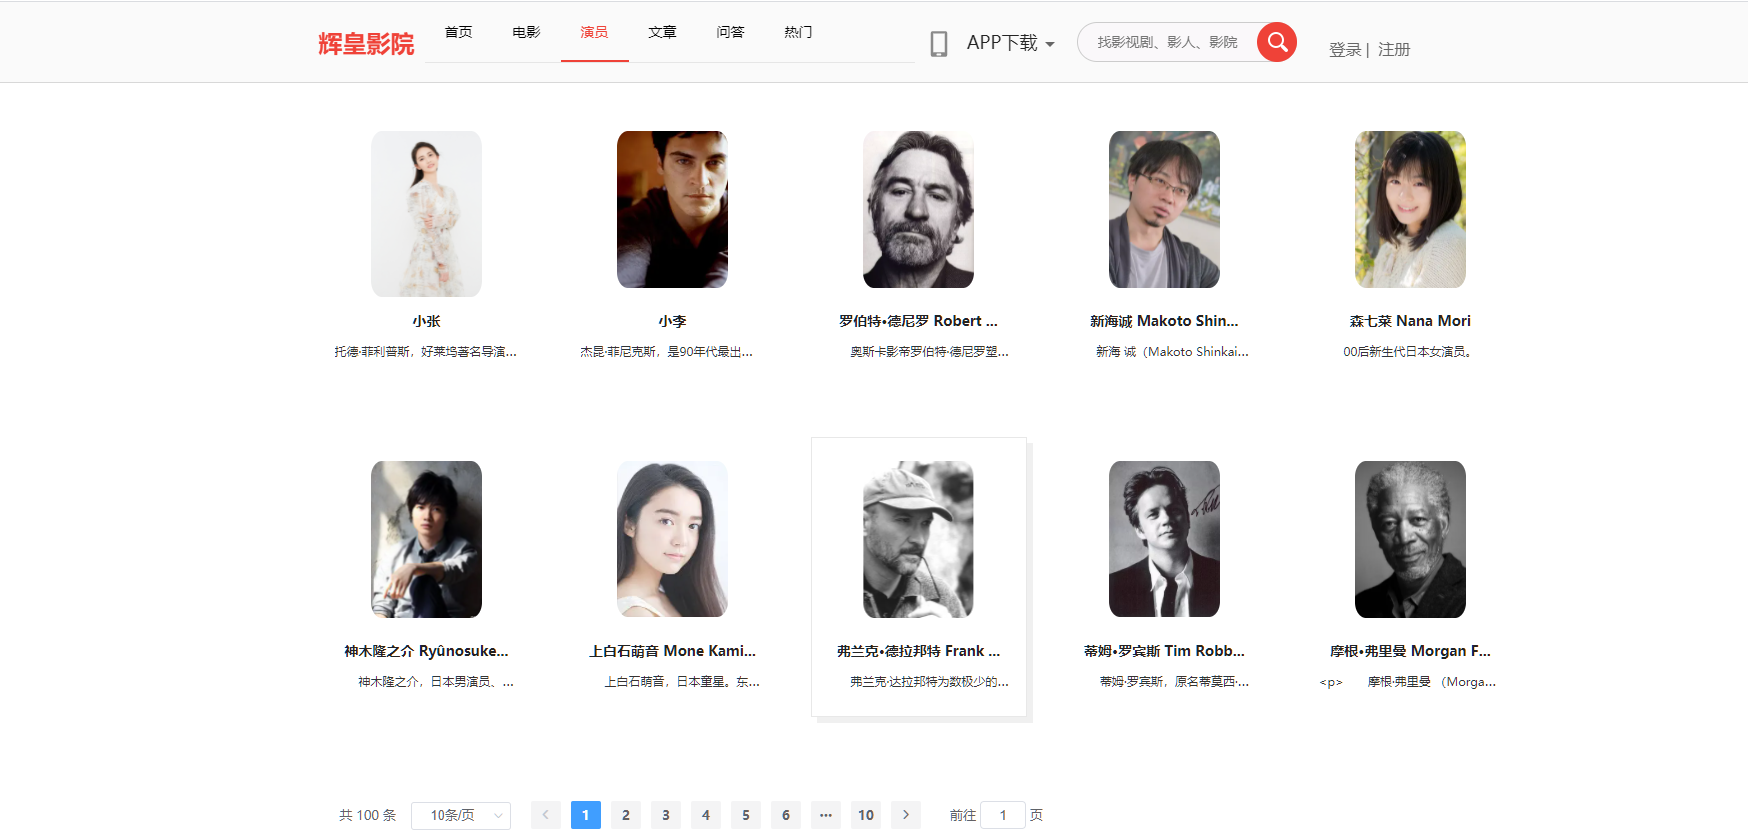 辉皇影院
首页 电影 演员 文章 问答 热门
APP下载
找影视剧、影人、影院
登录 | 注册
小张 小李 罗伯特·德尼罗 Robert ... 新海诚 Makoto Shin... 森七菜 Nana Mori
托德·菲利普斯，好莱坞著名导演... 杰昆·菲尼克斯，是90年代最出... 奥斯卡影帝罗伯特·德尼罗塑... 新海 诚（Makoto Shinkai... 00后新生代日本女演员。
神木隆之介 Ryûnosuke... 上白石萌音 Mone Kami... 弗兰克·德拉邦特 Frank ... 蒂姆·罗宾斯 Tim Robb... 摩根·弗里曼 Morgan F...
神木隆之介，日本男演员、... 上白石萌音，日本童星。东... 弗兰克·达拉邦特为数极少的... 蒂姆·罗宾斯，原名蒂莫西·... <p> 摩根·弗里曼 （Morga...
共 100 条 10条/页 1 2 3 4 5 6 ... 10 前往 1 页